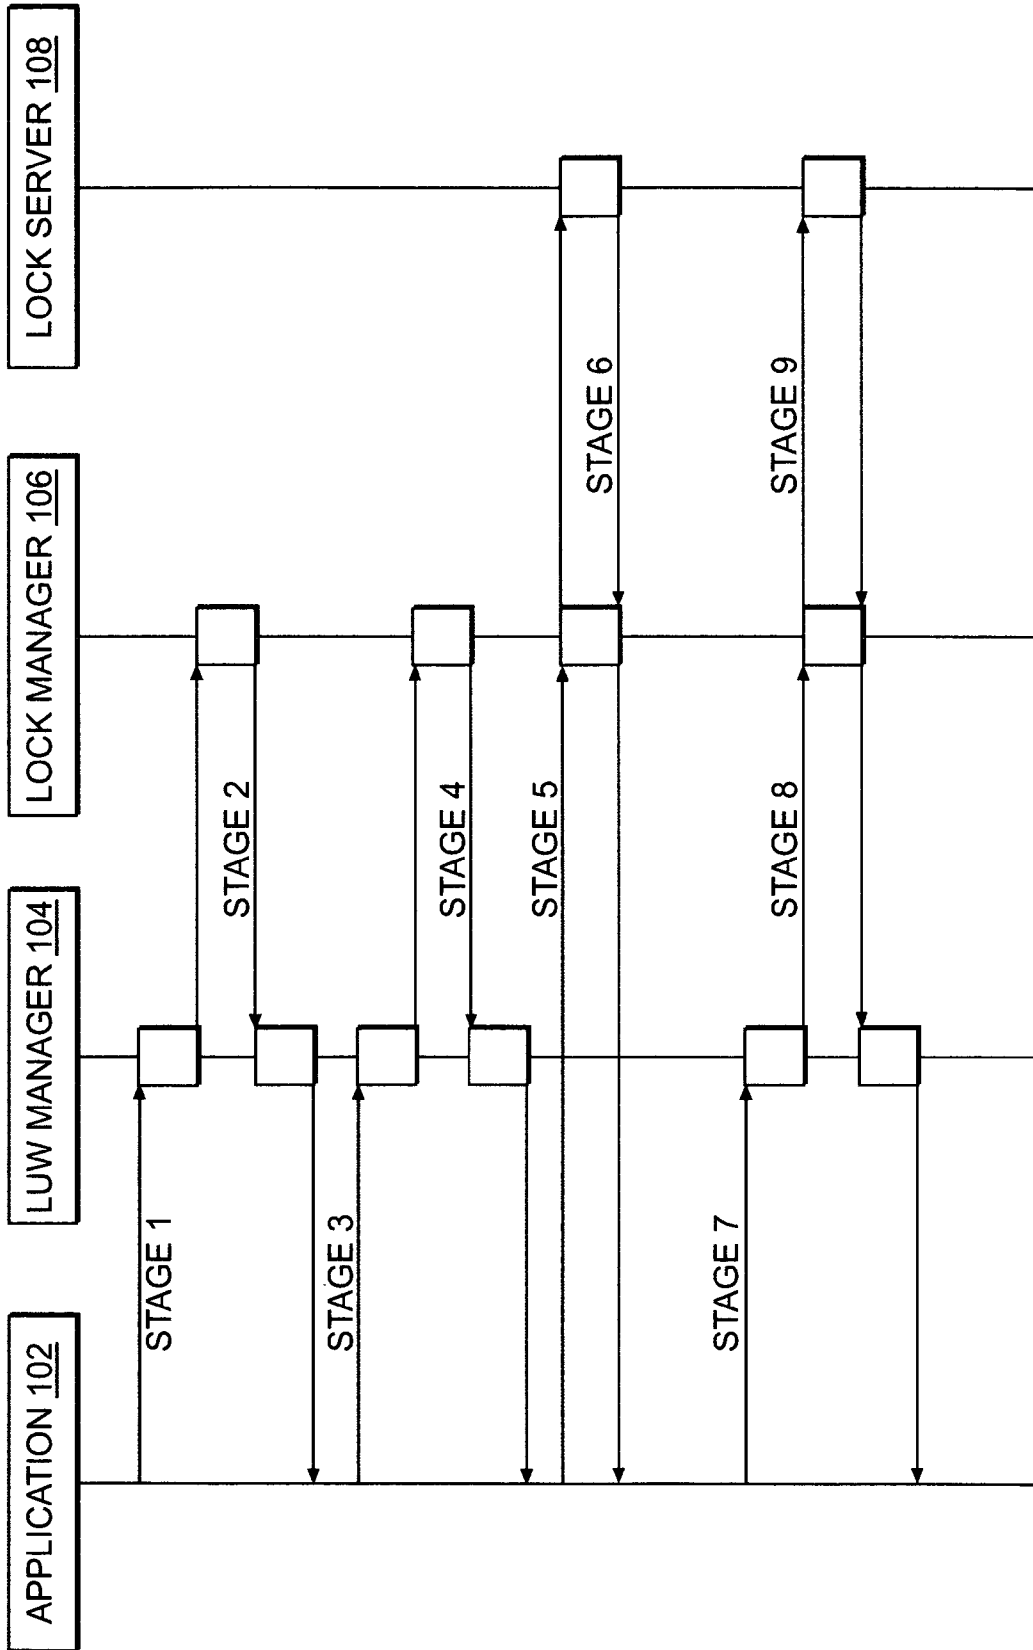 APPLICATION 102
LUW MANAGER 104
LOCK MANAGER 106
LOCK SERVER 108
STAGE 1
STAGE 2
STAGE 3
STAGE 4
STAGE 5
STAGE 6
STAGE 7
STAGE 8
STAGE 9